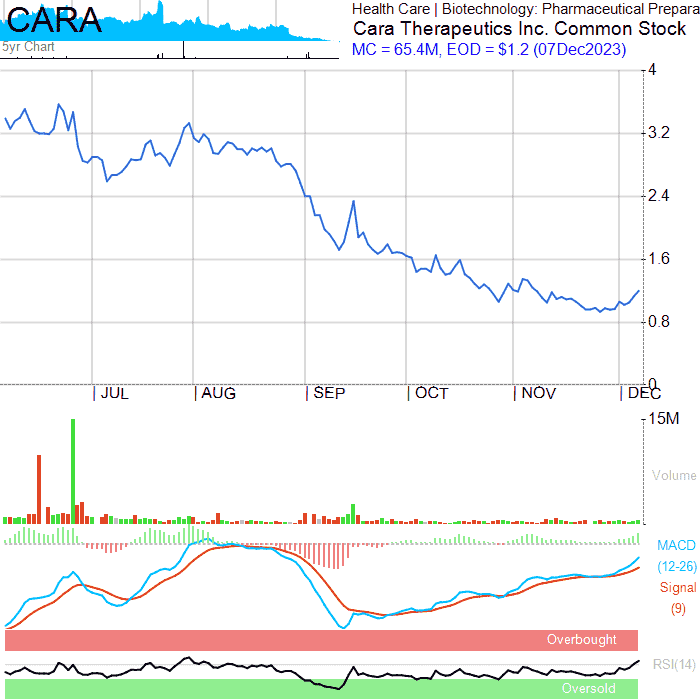 CARA
Health Care | Biotechnology: Pharmaceutical Prepara
Cara Therapeutics Inc. Common Stock
5yr Chart
MC = 65.4M, EOD = $1.2 (07Dec2023)
4
3.2
2.4
1.6
0.8
0
JUL AUG SEP OCT NOV DEC
15M
Volume
MACD
(12-26)
Signal
(9)
Overbought
RSI(14)
Oversold